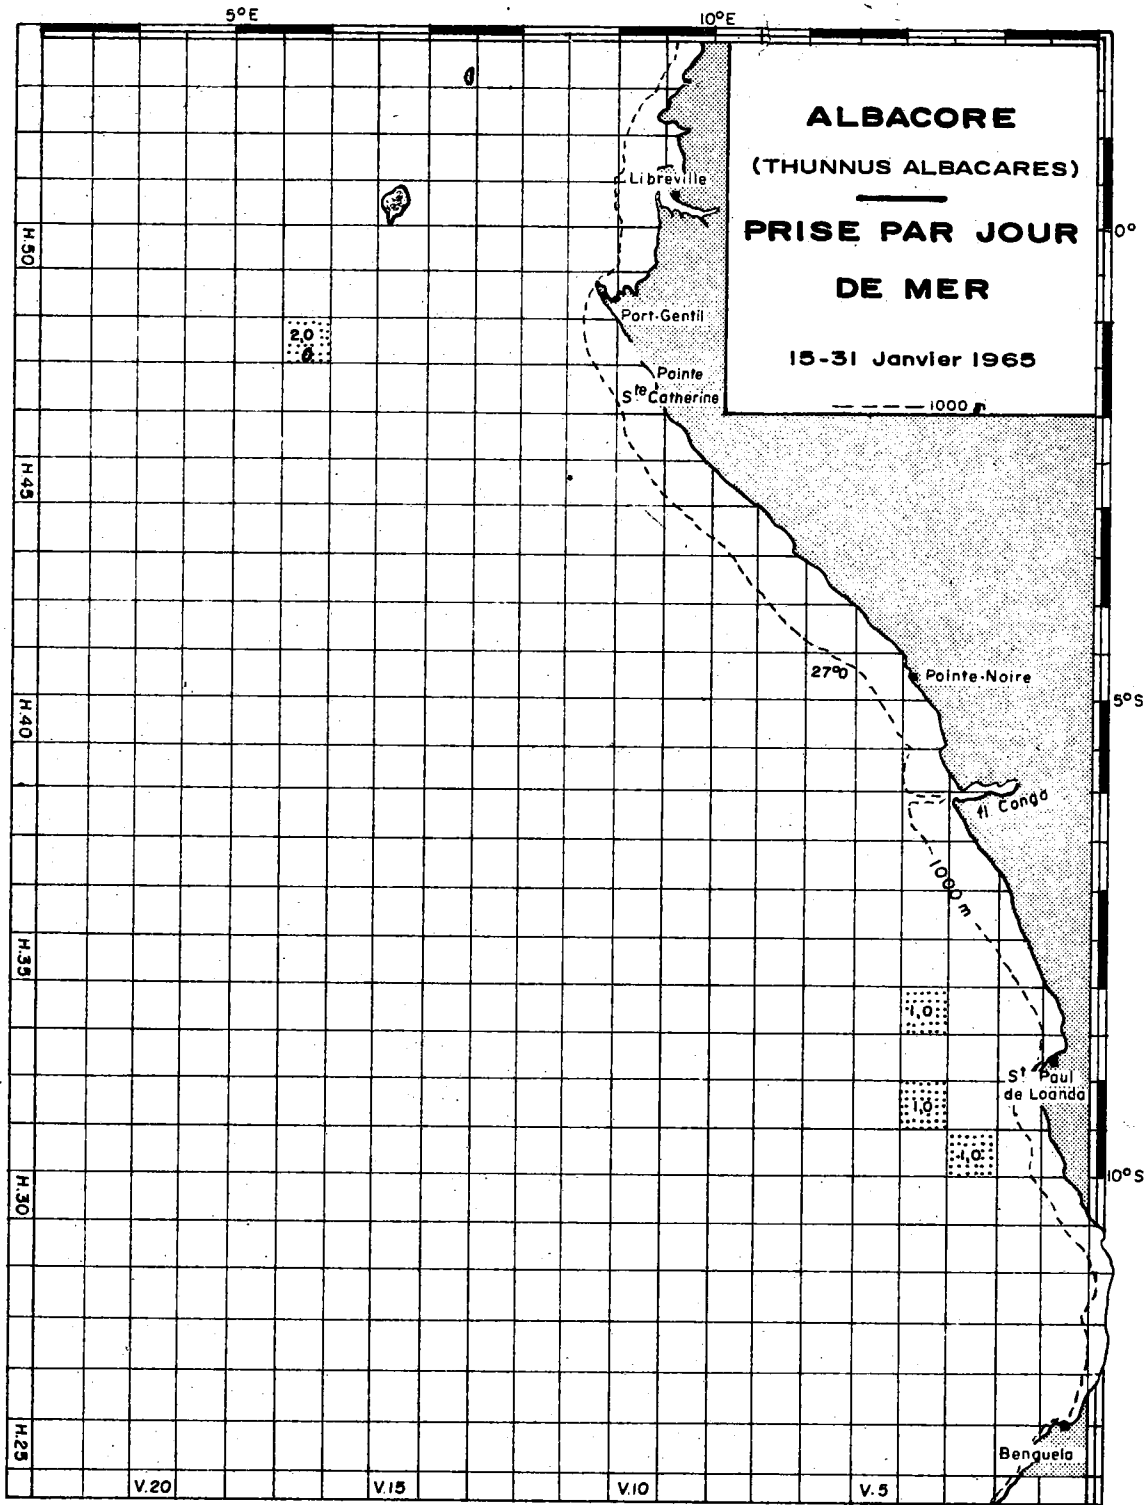 5°E
10°E
ALBACORE
(THUNNUS ALBACARES)
PRISE PAR JOUR
DE MER
15-31 Janvier 1965
1000 m
Libreville
0°
H.50
Port-Gentil
2,0
Pointe
Ste Catherine
H.45
27°0
Pointe-Noire
5°S
H.40
Congo
1000 m
H.35
1,0
St Paul
de Loanda
1,0
1,0
10°S
H.30
H.25
Benguela
V.20
V.15
V.10
V.5